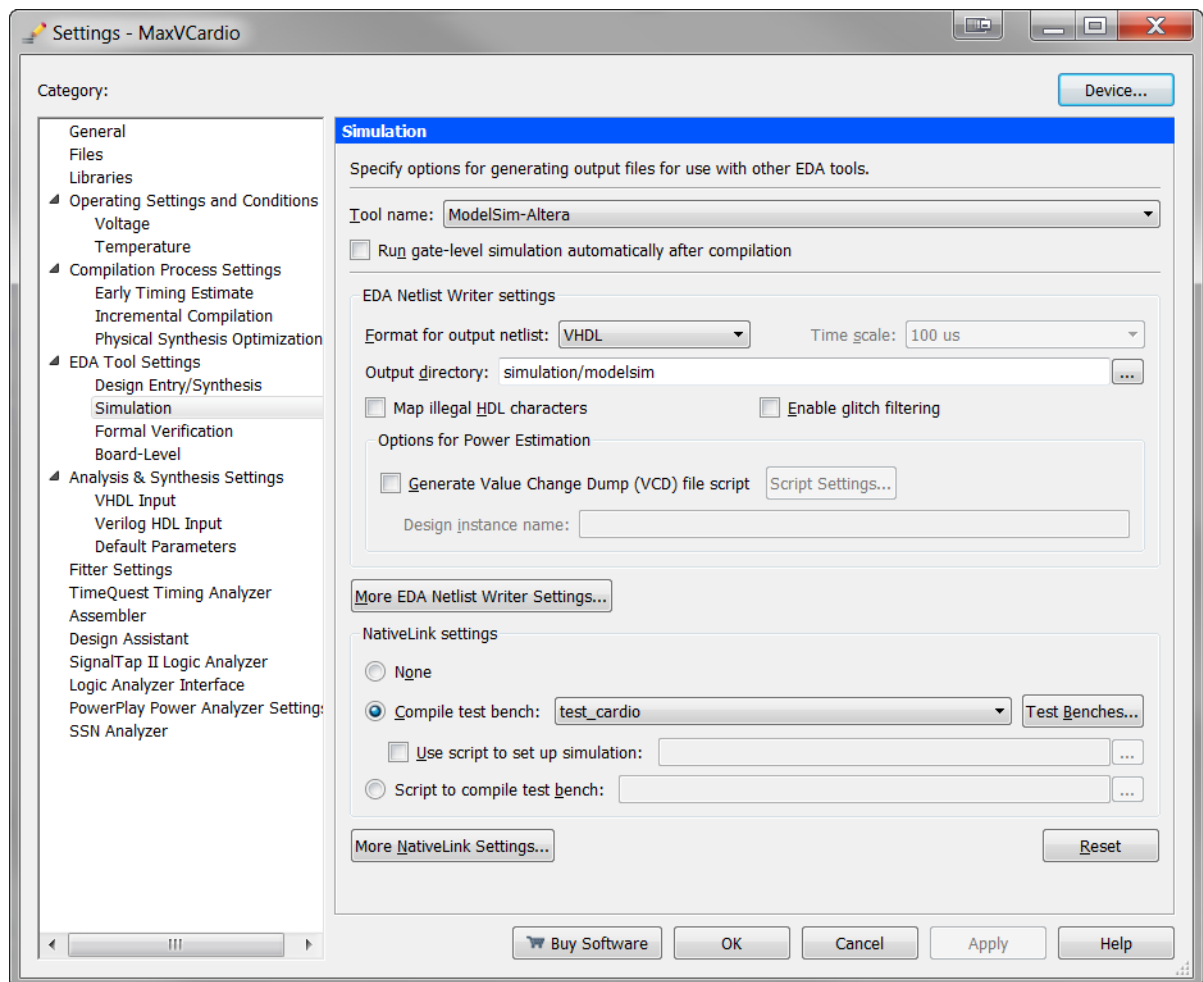 Settings - MaxVCardio
Category:
Device...
General
Files
Libraries
Operating Settings and Conditions
Voltage
Temperature
Compilation Process Settings
Early Timing Estimate
Incremental Compilation
Physical Synthesis Optimization
EDA Tool Settings
Design Entry/Synthesis
Simulation
Formal Verification
Board-Level
Analysis & Synthesis Settings
VHDL Input
Verilog HDL Input
Default Parameters
Fitter Settings
TimeQuest Timing Analyzer
Assembler
Design Assistant
SignalTap II Logic Analyzer
Logic Analyzer Interface
PowerPlay Power Analyzer Settings
SSN Analyzer
Simulation
Specify options for generating output files for use with other EDA tools.
Tool name: ModelSim-Altera
Run gate-level simulation automatically after compilation
EDA Netlist Writer settings
Format for output netlist: VHDL Time scale: 100 us
Output directory: simulation/modelsim ...
Map illegal HDL characters Enable glitch filtering
Options for Power Estimation
Generate Value Change Dump (VCD) file script Script Settings...
Design instance name:
More EDA Netlist Writer Settings...
NativeLink settings
None
Compile test bench: test_cardio Test Benches...
Use script to set up simulation: ...
Script to compile test bench: ...
More NativeLink Settings... Reset
Buy Software OK Cancel Apply Help